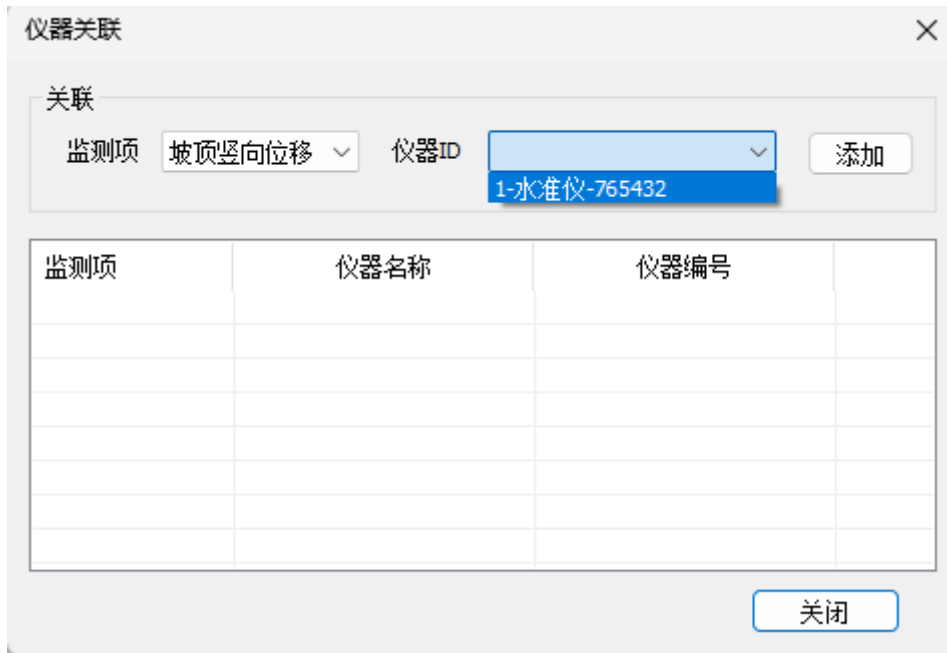 仪器关联
关联
监测项 坡顶竖向位移 仪器ID 添加
1-水准仪-765432
监测项 仪器名称 仪器编号
关闭